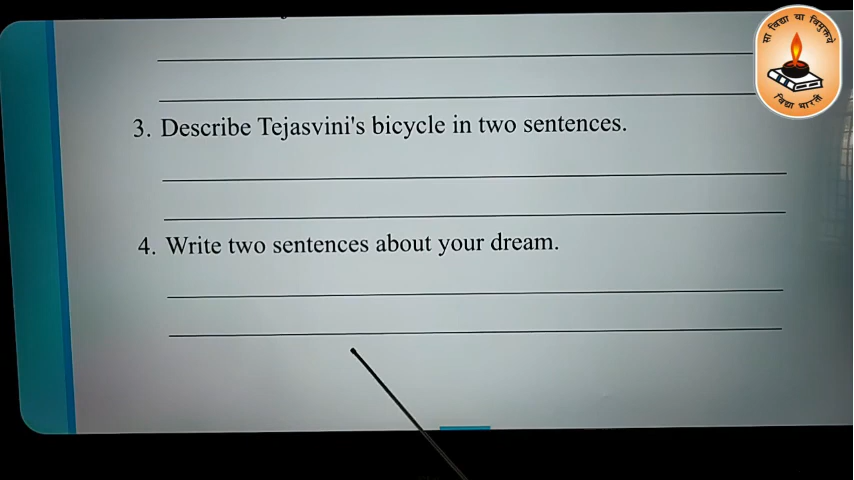 सा विद्या या विमुक्तये
3. Describe Tejasvini's bicycle in two sentences.
4. Write two sentences about your dream.
विद्या भारती